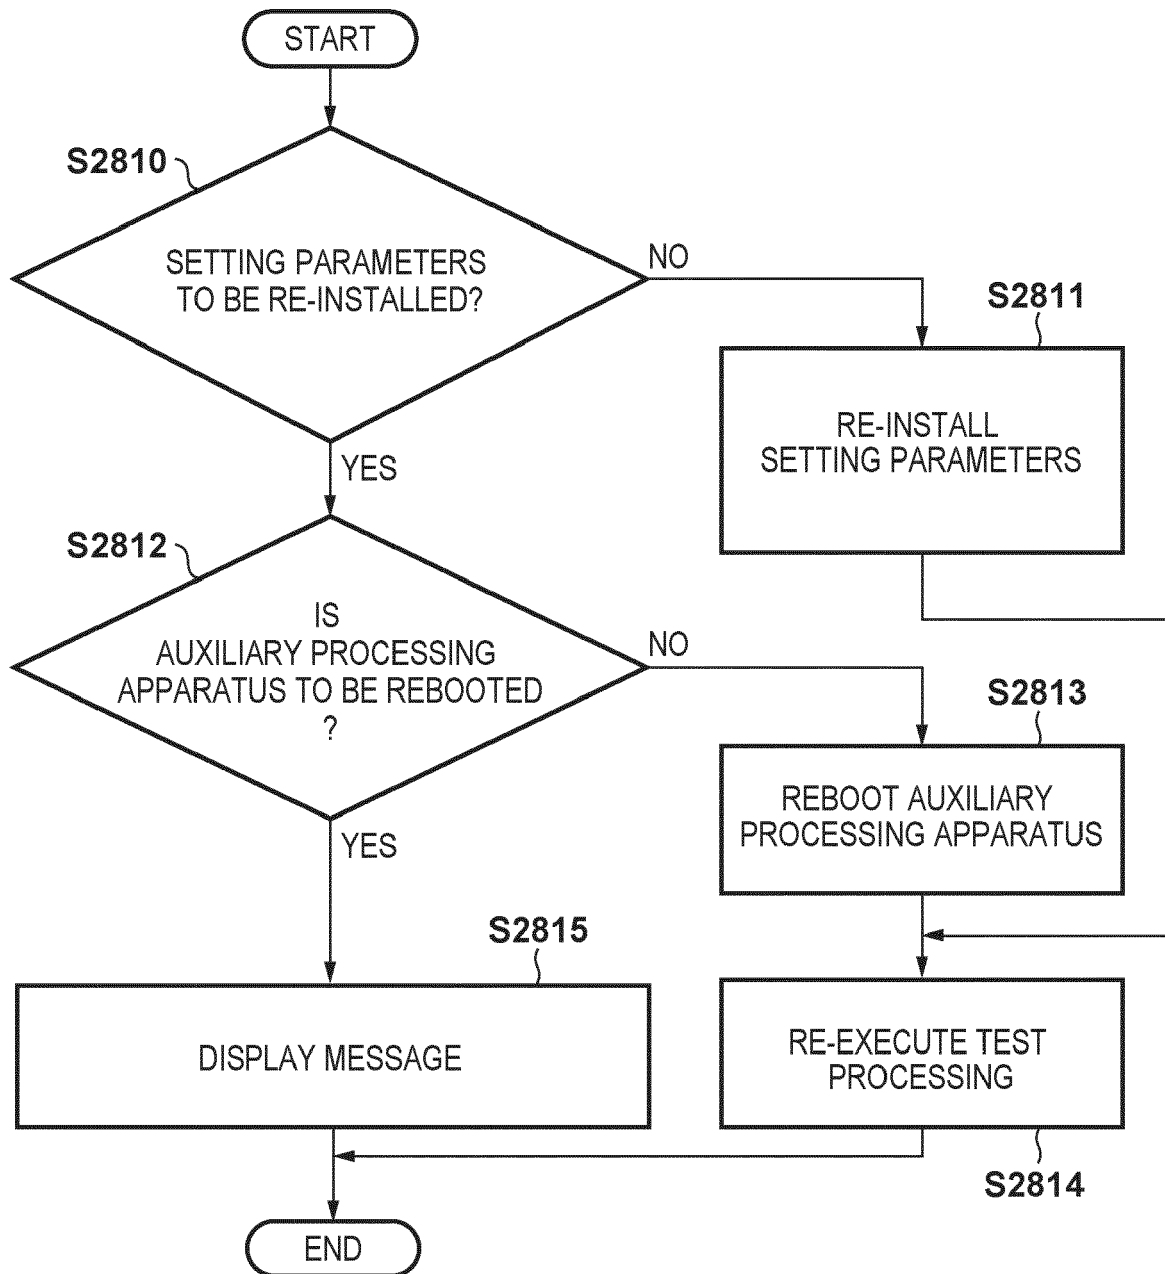 START
S2810
SETTING PARAMETERS
TO BE RE-INSTALLED?
NO
S2811
RE-INSTALL
SETTING PARAMETERS
YES
S2812
IS
AUXILIARY PROCESSING
APPARATUS TO BE REBOOTED
?
NO
S2813
REBOOT AUXILIARY
PROCESSING APPARATUS
YES
S2815
DISPLAY MESSAGE
RE-EXECUTE TEST
PROCESSING
S2814
END